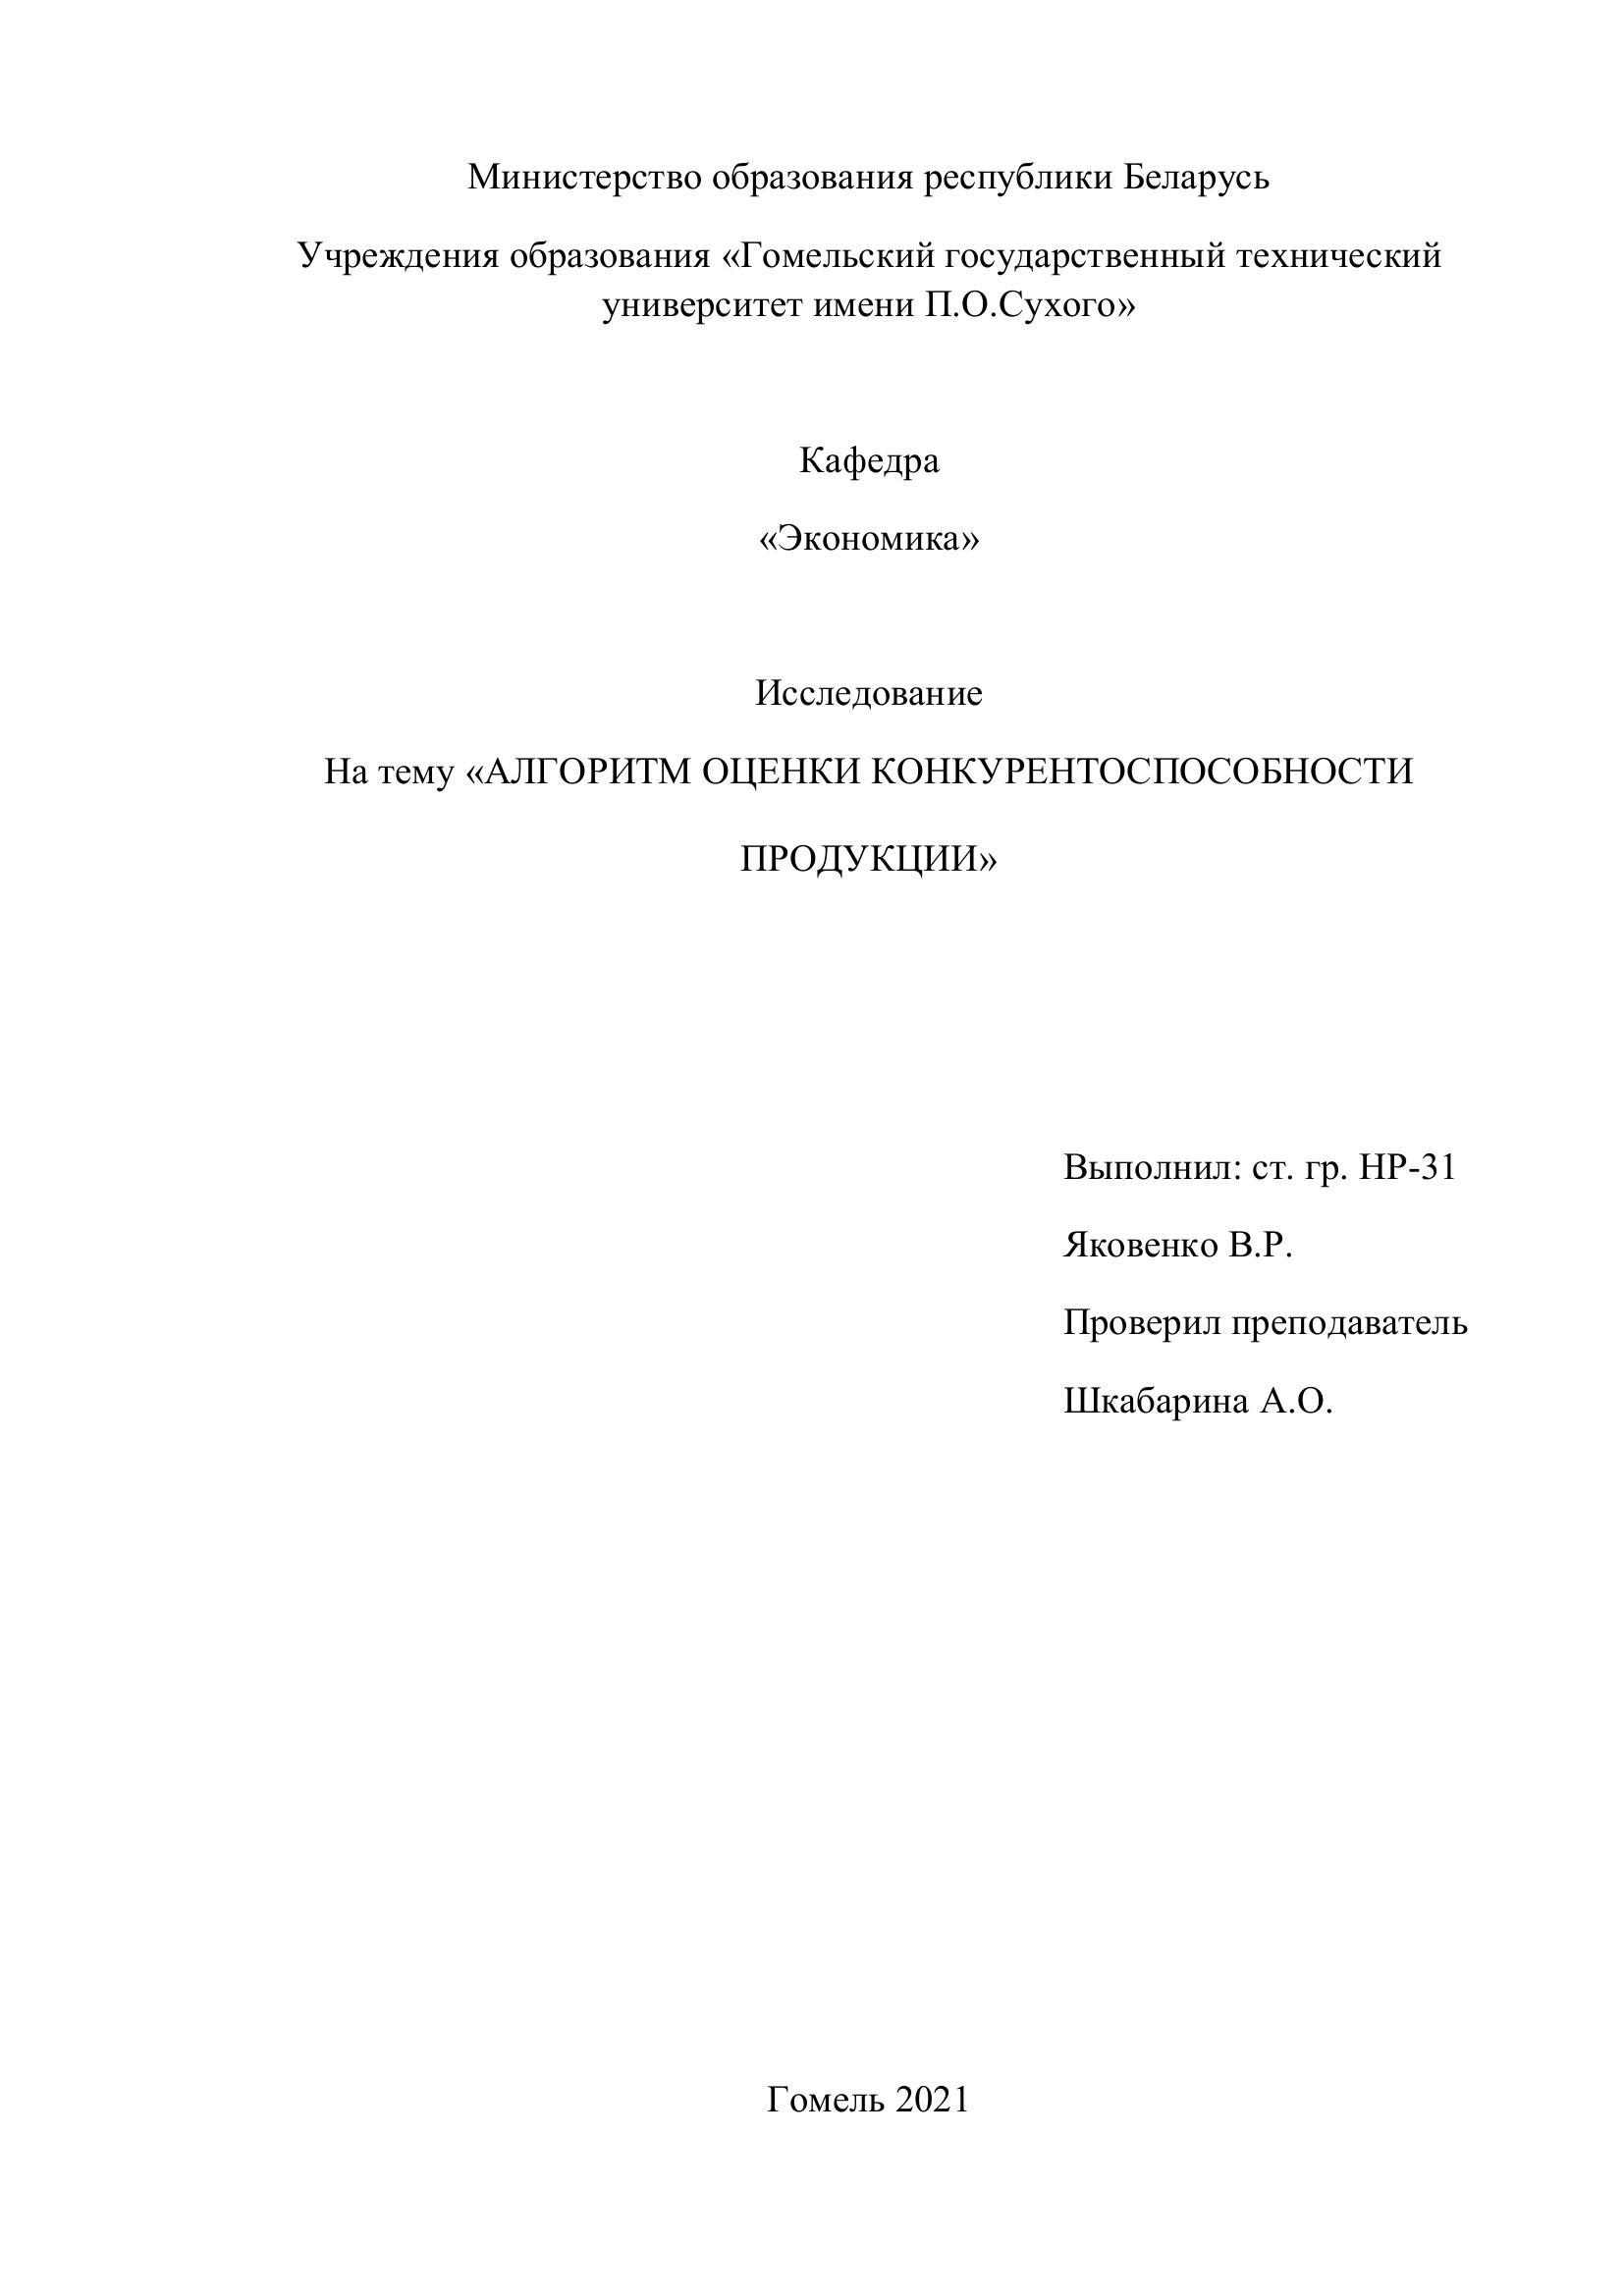 Министерство образования республики Беларусь
Учреждения образования «Гомельский государственный технический
университет имени П.О.Сухого»
Кафедра
«Экономика»
Исследование
На тему «АЛГОРИТМ ОЦЕНКИ КОНКУРЕНТОСПОСОБНОСТИ
ПРОДУКЦИИ»
Выполнил: ст. гр. НР-31
Яковенко В.Р.
Проверил преподаватель
Шкабарина А.О.
Гомель 2021